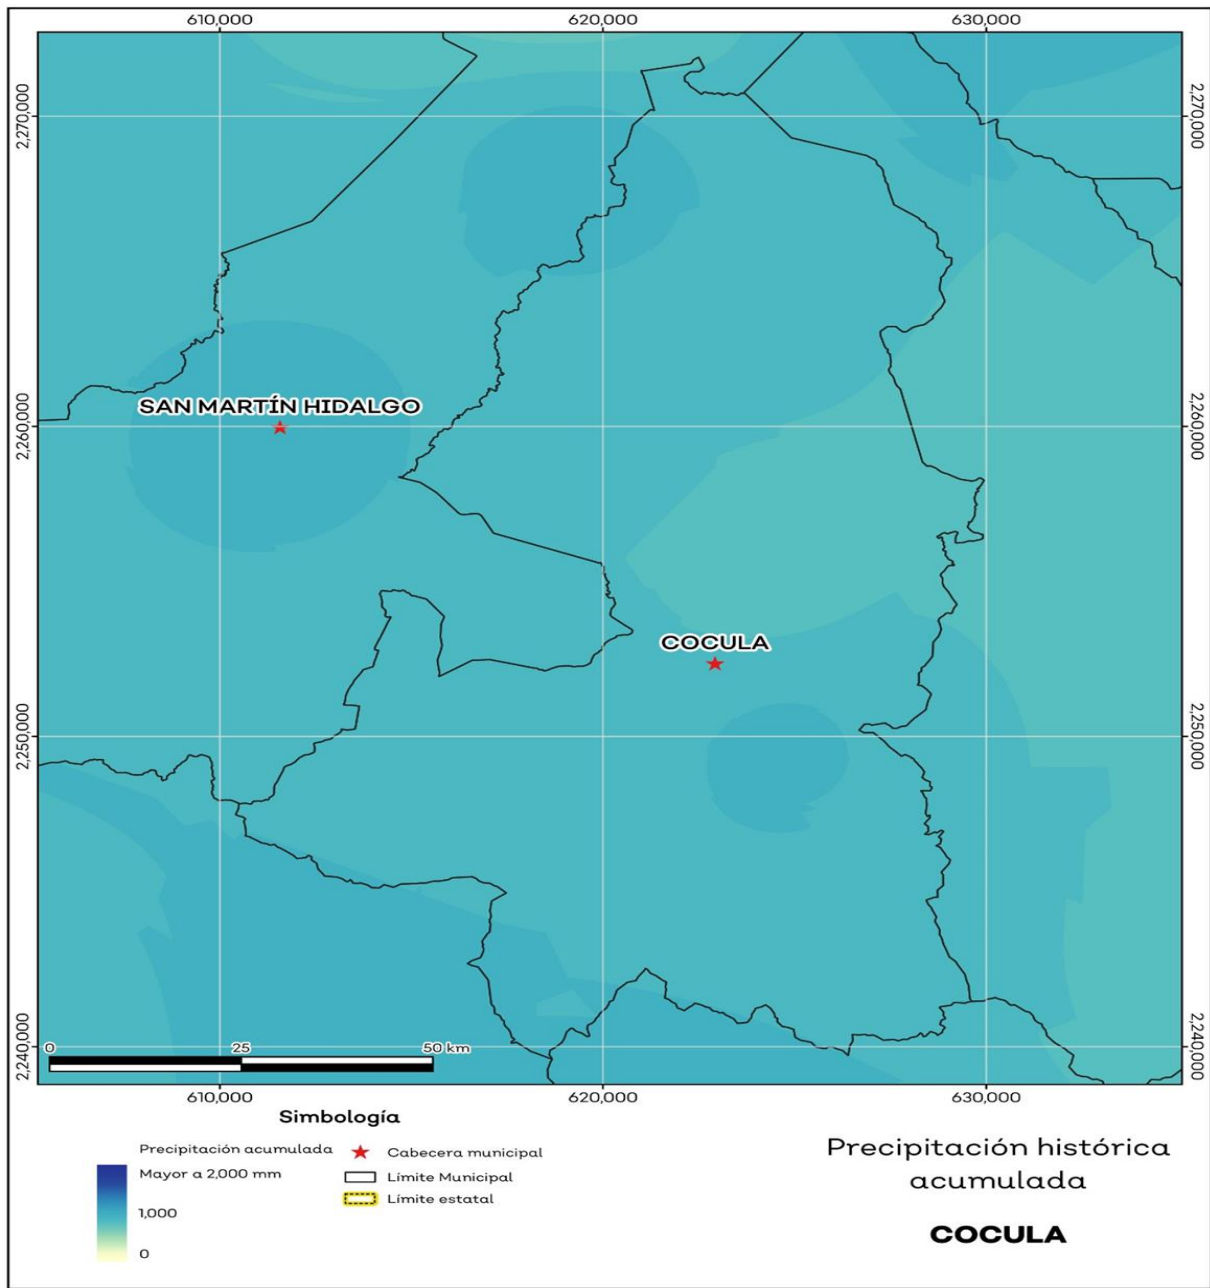 610,000
620,000
630,000
2,270,000
2,270,000
SAN MARTÍN HIDALGO
2,260,000
2,260,000
COCULA
2,250,000
2,250,000
2,240,000
2,240,000
0
25
50 km
610,000
620,000
630,000
Simbología
Precipitación acumulada
Mayor a 2,000 mm
1,000
0
Cabecera municipal
Límite Municipal
Límite estatal
Precipitación histórica
acumulada
COCULA